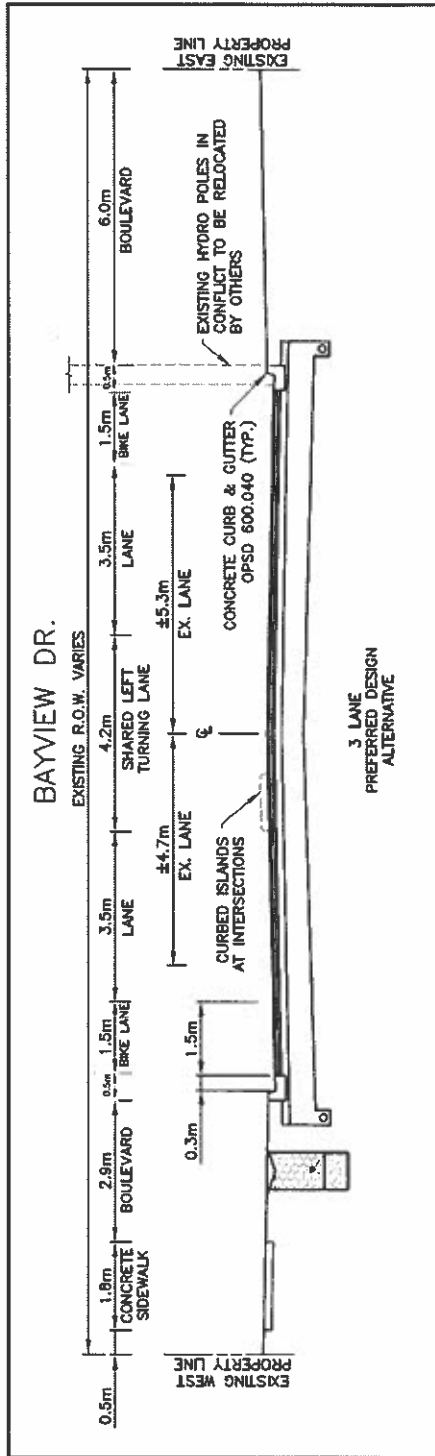 BAYVIEW DR.
EXISTING R.O.W. VARIES
0.5m
1.8m
CONCRETE
SIDEWALK
2.9m
BOULEVARD
0.5m
1.5m
BIKE LANE
3.5m
LANE
4.2m
SHARED LEFT
TURNING LANE
3.5m
LANE
1.5m
BIKE LANE
0.5m
6.0m
BOULEVARD
±4.7m
EX. LANE
±5.3m
EX. LANE
EXISTING WEST
PROPERTY LINE
0.3m
1.5m
CURBED ISLANDS
AT INTERSECTIONS
℄
CONCRETE CURB & GUTTER
OPSD 600.040 (TYP.)
EXISTING HYDRO POLES IN
CONFLICT TO BE RELOCATED
BY OTHERS
EXISTING EAST
PROPERTY LINE
3 LANE
PREFERRED DESIGN
ALTERNATIVE